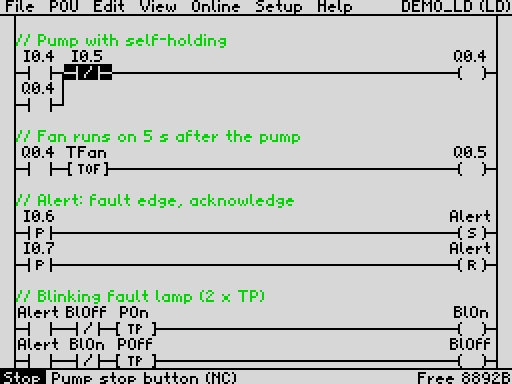 File POU Edit View Online Setup Help DEMO_LD (LD)
// Pump with self-holding
I0.4 I0.5 Q0.4
/ ( )
Q0.4
// Fan runs on 5 s after the pump
Q0.4 TFan Q0.5
[ TOF ] ( )
// Alert: fault edge, acknowledge
I0.6 Alert
P ( S )
I0.7 Alert
P ( R )
// Blinking fault lamp (2 x TP)
Alert BlOff POn BlOn
/ [ TP ] ( )
Alert BlOn POff BlOff
/ [ TP ] ( )
Stop Pump stop button (NC) Free 8892B